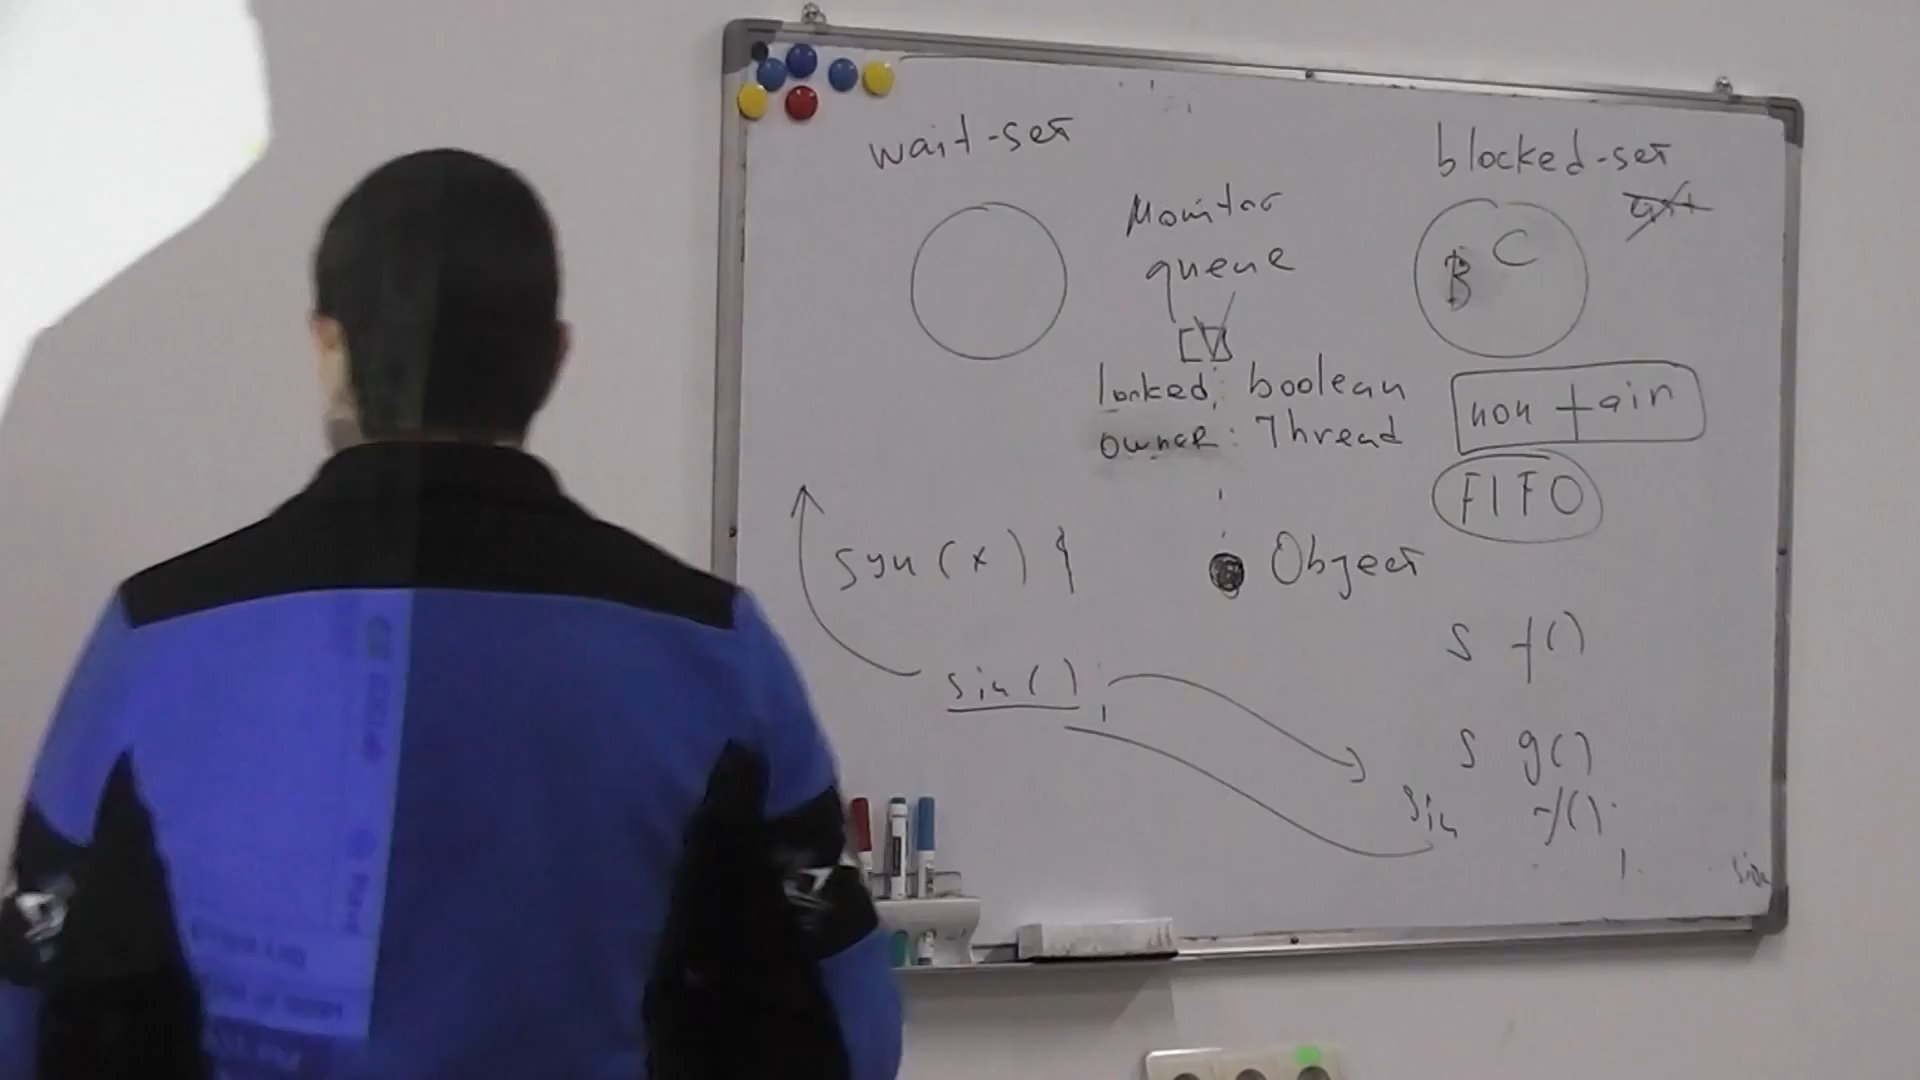 wait-set
blocked-set
Monitor
queue
B C
locked: boolean
owner: Thread
non fair
FIFO
syn(x) {
Object
s f()
sin();
s g()
sin f()